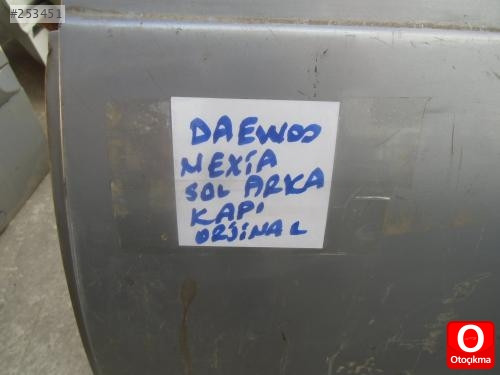 #253451
DAEWOO
NEXİA
SOL ARKA
KAPI
ORJİNAL
Otoçıkma